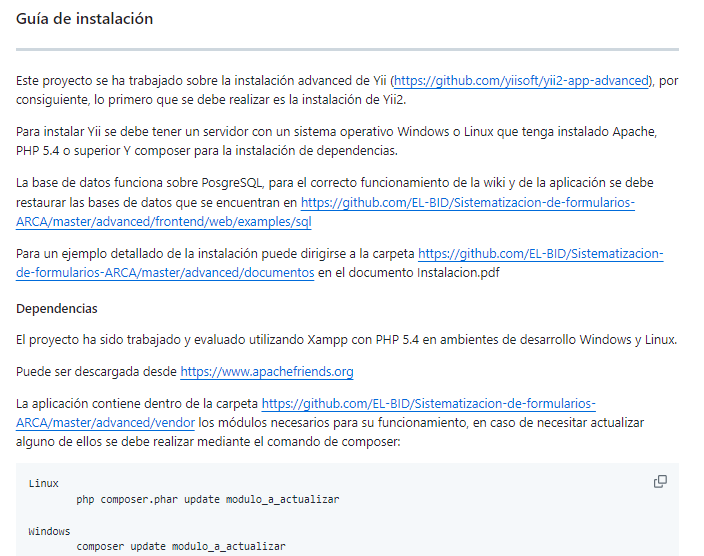 Guía de instalación
Este proyecto se ha trabajado sobre la instalación advanced de Yii (https://github.com/yiisoft/yii2-app-advanced), por
consiguiente, lo primero que se debe realizar es la instalación de Yii2.
Para instalar Yii se debe tener un servidor con un sistema operativo Windows o Linux que tenga instalado Apache,
PHP 5.4 o superior Y composer para la instalación de dependencias.
La base de datos funciona sobre PosgreSQL, para el correcto funcionamiento de la wiki y de la aplicación se debe
restaurar las bases de datos que se encuentran en https://github.com/EL-BID/Sistematizacion-de-formularios-
ARCA/master/advanced/frontend/web/examples/sql
Para un ejemplo detallado de la instalación puede dirigirse a la carpeta https://github.com/EL-BID/Sistematizacion-
de-formularios-ARCA/master/advanced/documentos en el documento Instalacion.pdf
Dependencias
El proyecto ha sido trabajado y evaluado utilizando Xampp con PHP 5.4 en ambientes de desarrollo Windows y Linux.
Puede ser descargada desde https://www.apachefriends.org
La aplicación contiene dentro de la carpeta https://github.com/EL-BID/Sistematizacion-de-formularios-
ARCA/master/advanced/vendor los módulos necesarios para su funcionamiento, en caso de necesitar actualizar
alguno de ellos se debe realizar mediante el comando de composer:
Linux
php composer.phar update modulo_a_actualizar
Windows
composer update modulo_a_actualizar